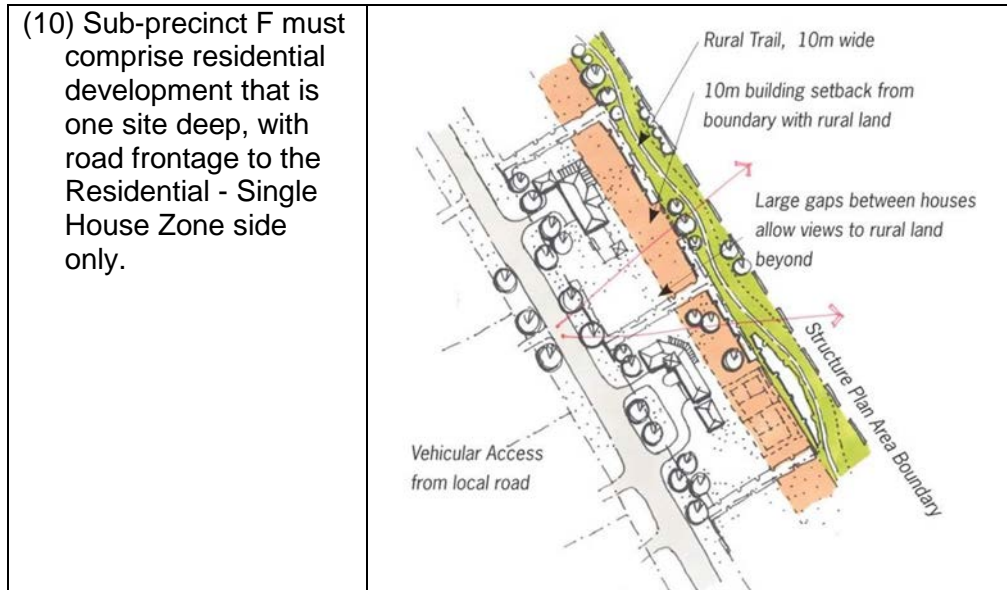 (10) Sub-precinct F must
comprise residential
development that is
one site deep, with
road frontage to the
Residential - Single
House Zone side
only.
Rural Trail, 10m wide
10m building setback from
boundary with rural land
Large gaps between houses
allow views to rural land
beyond
Structure Plan Area Boundary
Vehicular Access
from local road